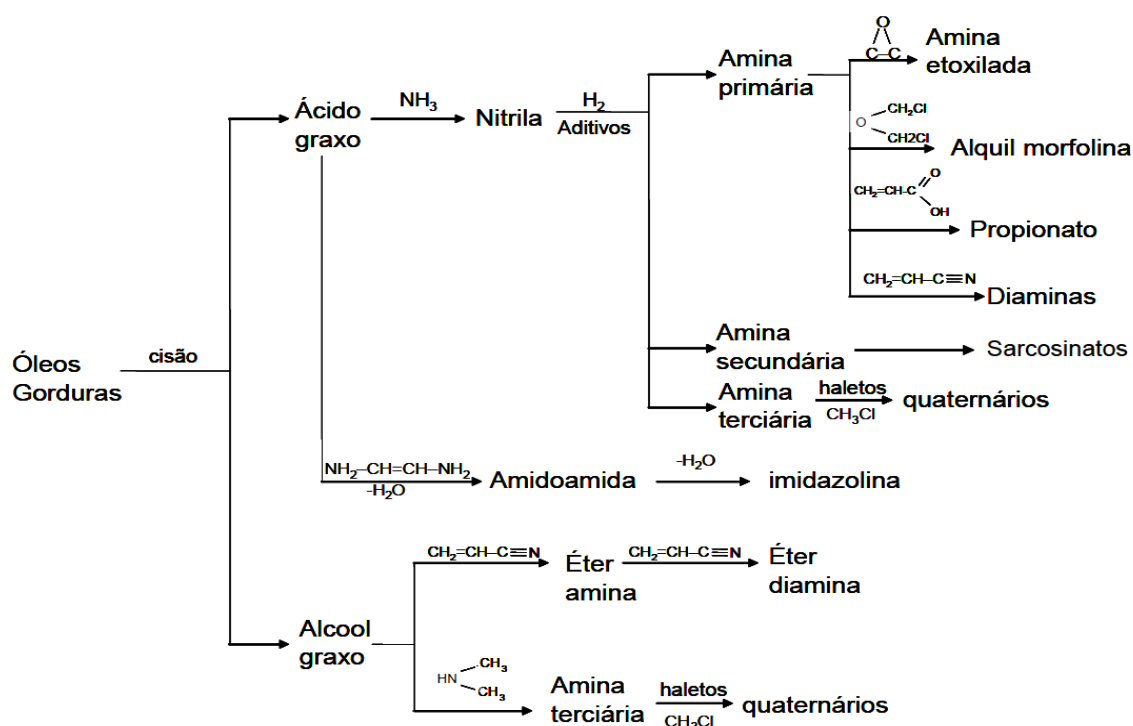 O
C–C
Amina
etoxilada
Amina
primária
Ácido
graxo
NH₃
Nitrila
H₂
Aditivos
CH₂Cl
O
CH2Cl
Alquil morfolina
CH₂=CH-C
O
OH
Propionato
CH₂=CH–C≡N
Diaminas
Óleos
Gorduras
cisão
Amina
secundária
Sarcosinatos
Amina
terciária
haletos
CH₃Cl
quaternários
NH₂–CH=CH–NH₂
-H₂O
Amidoamida
-H₂O
imidazolina
CH₂=CH–C≡N
Éter
amina
CH₂=CH–C≡N
Éter
diamina
Alcool
graxo
HN
CH₃
CH₃
Amina
terciária
haletos
CH₃Cl
quaternários